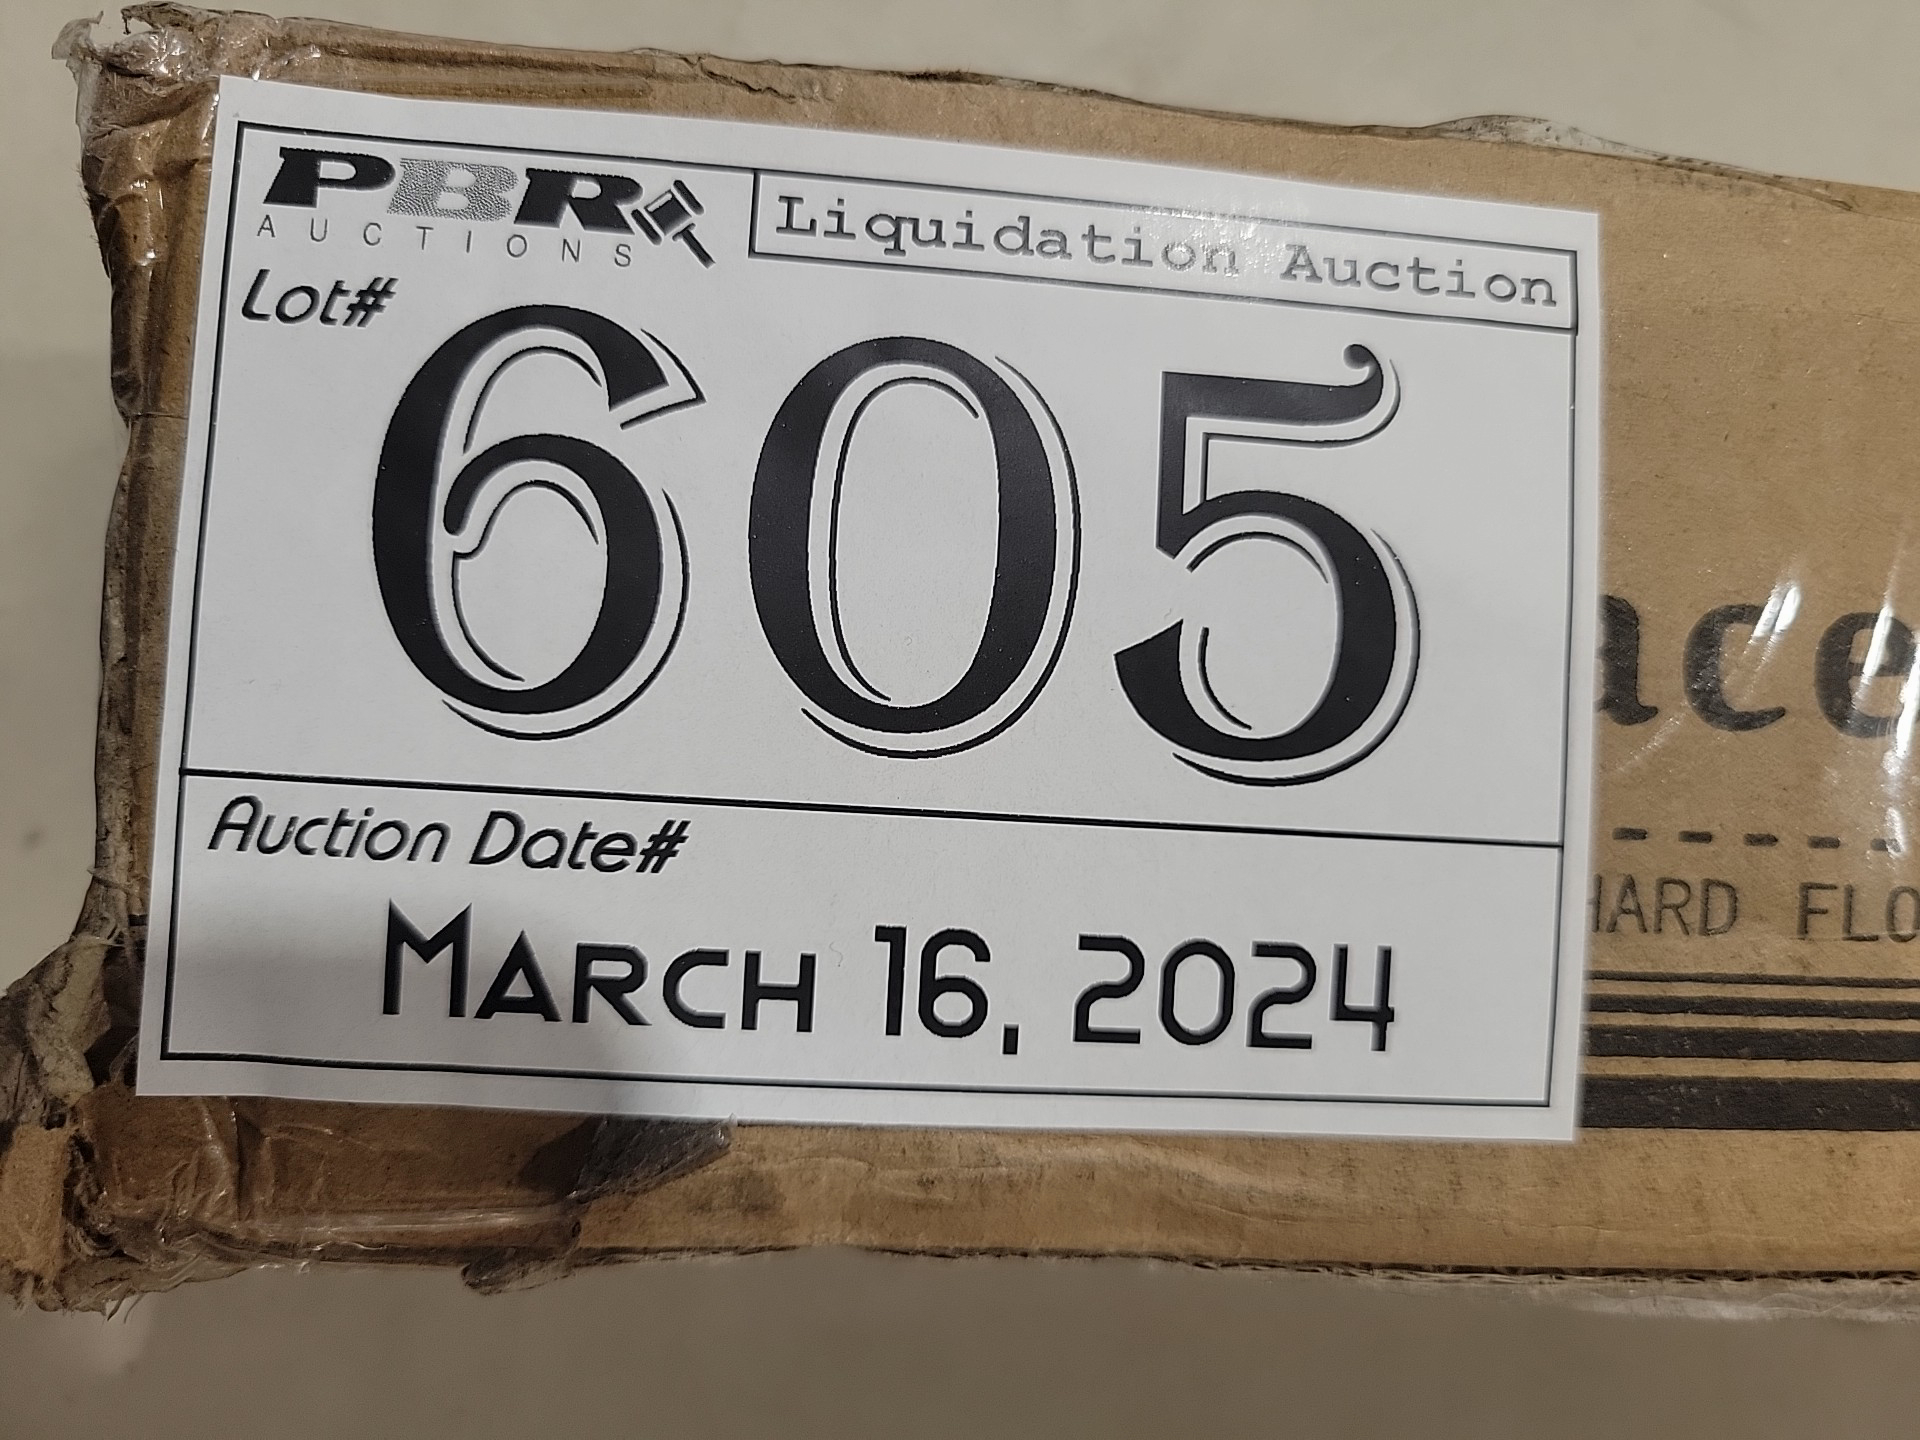 PBR
AUCTIONS
Liquidation Auction
Lot#
605
Auction Date#
March 16, 2024
ace
HARD FLO